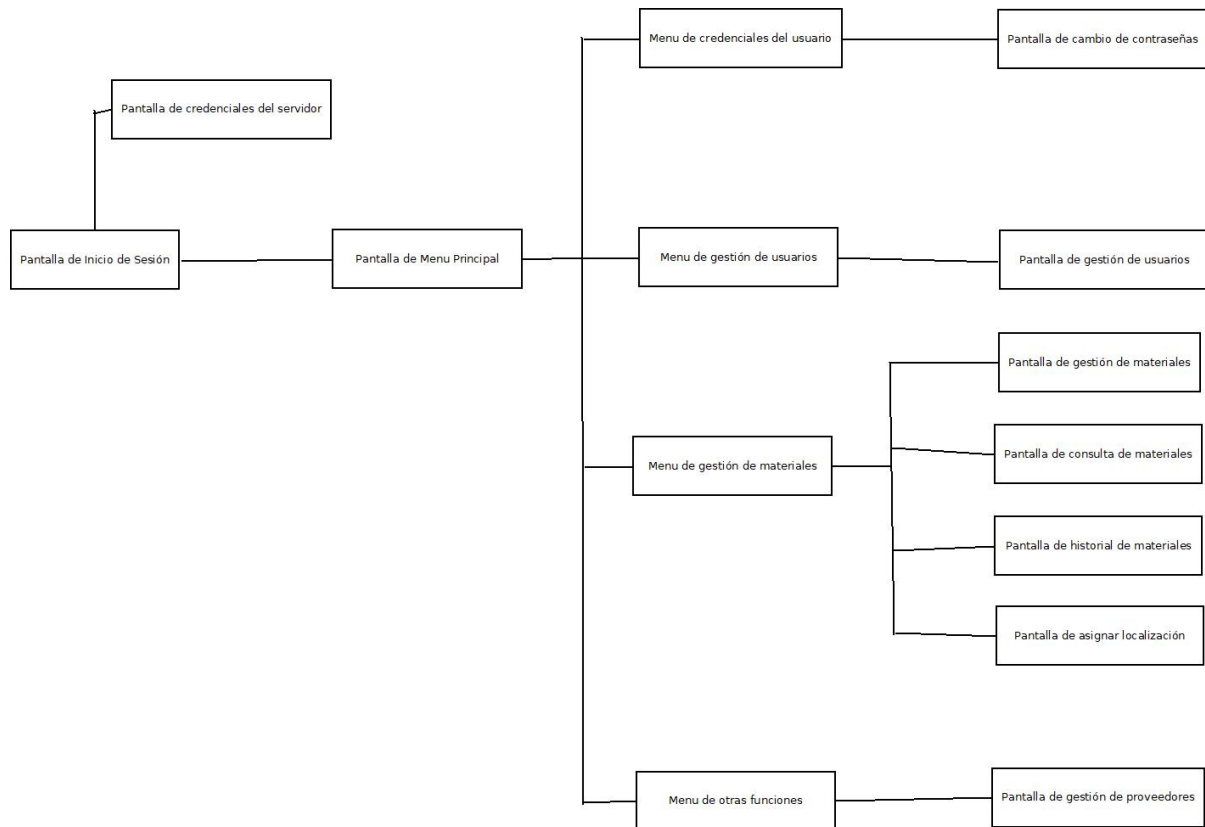 Menu de credenciales del usuario
Pantalla de cambio de contraseñas
Pantalla de credenciales del servidor
Pantalla de Inicio de Sesión
Pantalla de Menu Principal
Menu de gestión de usuarios
Pantalla de gestión de usuarios
Pantalla de gestión de materiales
Pantalla de consulta de materiales
Menu de gestión de materiales
Pantalla de historial de materiales
Pantalla de asignar localización
Menu de otras funciones
Pantalla de gestión de proveedores